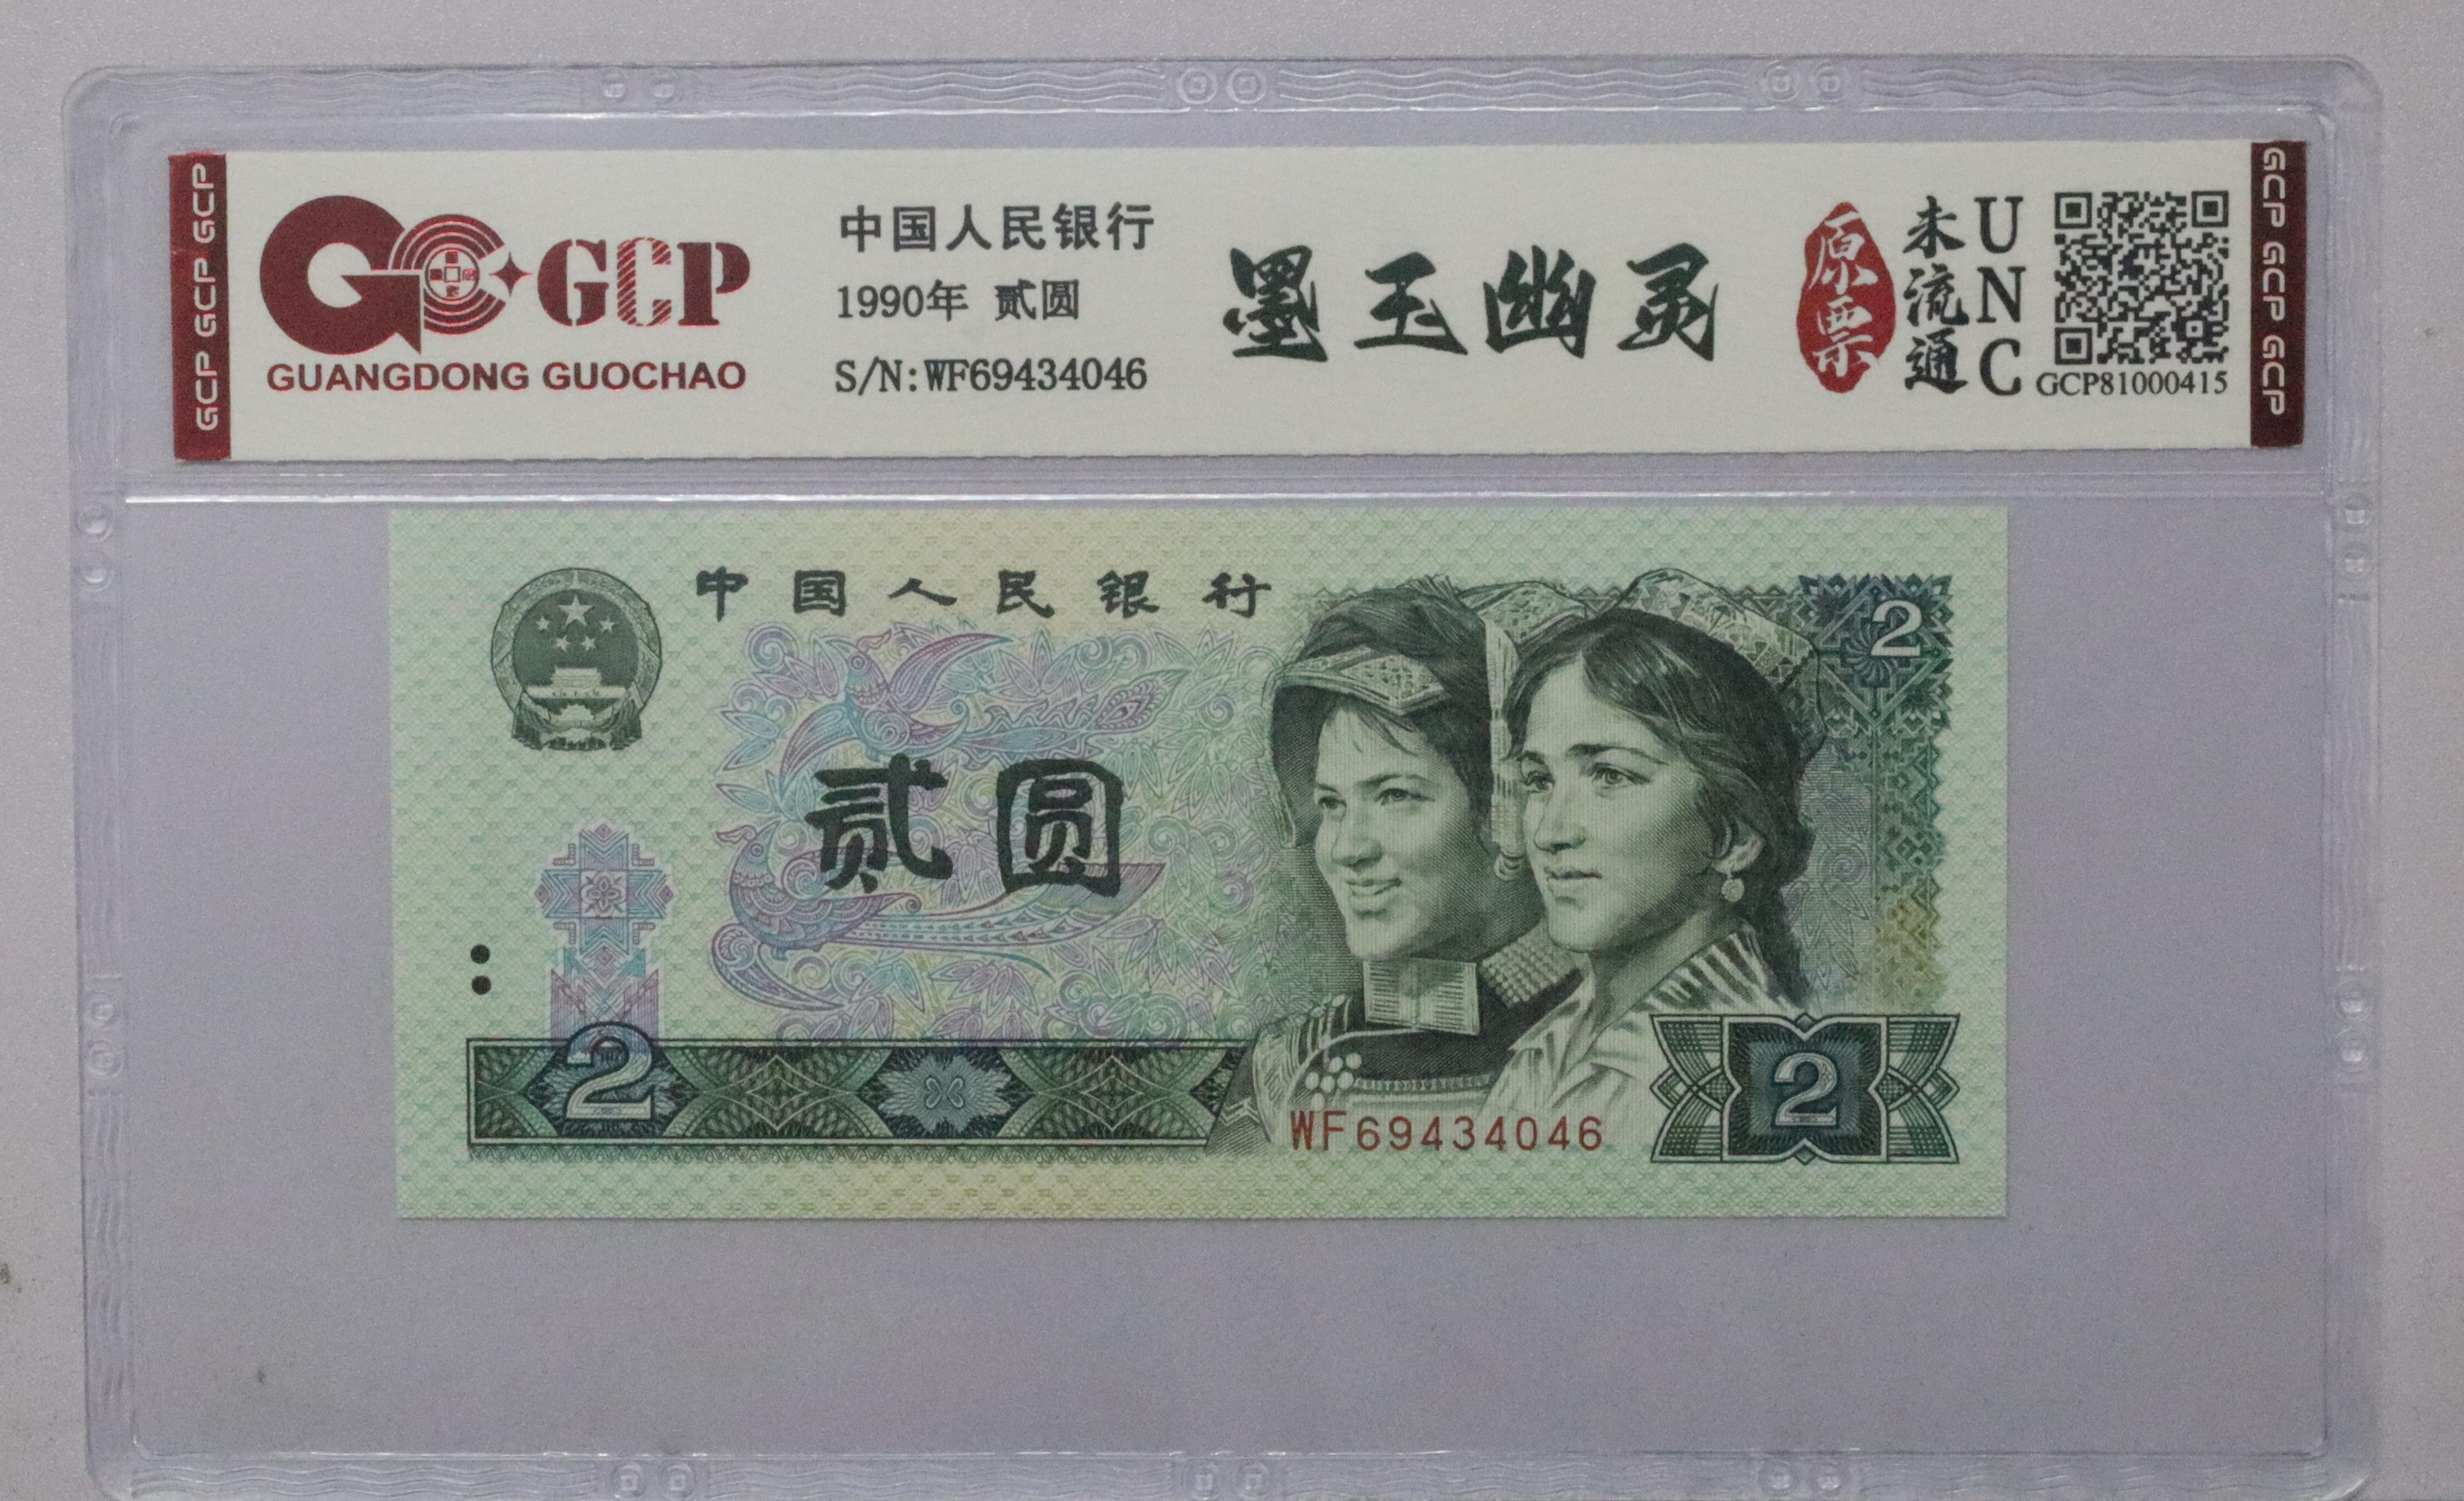 GCP GCP GCP
GCP
GUANGDONG GUOCHAO
中国人民银行
1990年 贰圆
S/N:WF69434046
墨玉幽灵
原票
未流通
UNC
GCP81000415
GCP GCP GCP
中国人民银行
2
贰圆
2
WF69434046
2